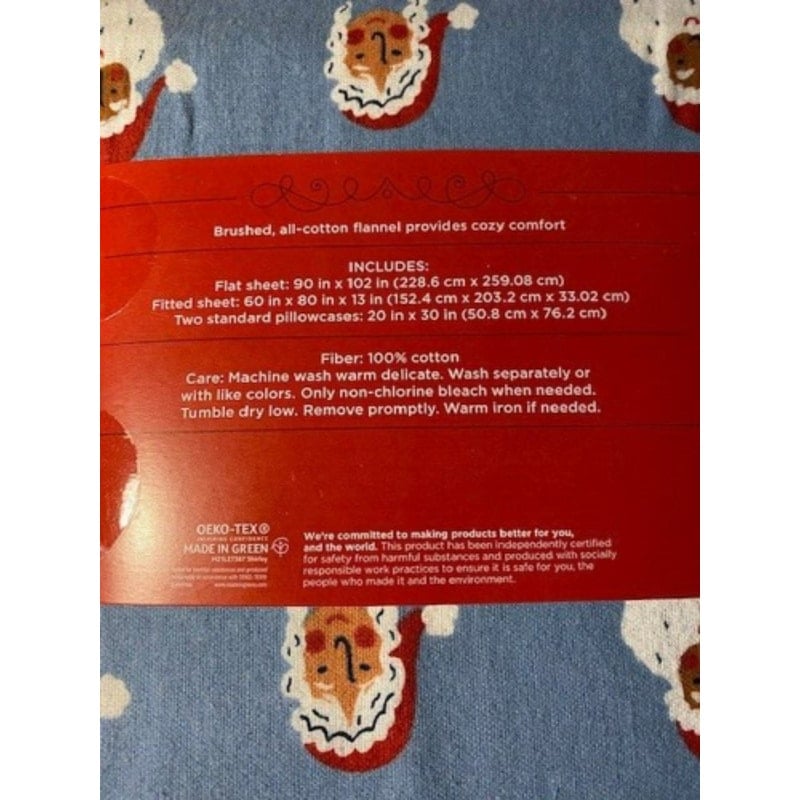 Brushed, all-cotton flannel provides cozy comfort
INCLUDES:
Flat sheet: 90 in x 102 in (228.6 cm x 259.08 cm)
Fitted sheet: 60 in x 80 in x 13 in (152.4 cm x 203.2 cm x 33.02 cm)
Two standard pillowcases: 20 in x 30 in (50.8 cm x 76.2 cm)
Fiber: 100% cotton
Care: Machine wash warm delicate. Wash separately or
with like colors. Only non-chlorine bleach when needed.
Tumble dry low. Remove promptly. Warm iron if needed.
OEKO-TEX®
INSPIRING CONFIDENCE
MADE IN GREEN
Shirley
We're committed to making products better for you,
and the world. This product has been independently certified
for safety from harmful substances and produced with socially
responsible work practices to ensure it is safe for you, the
people who made it and the environment.